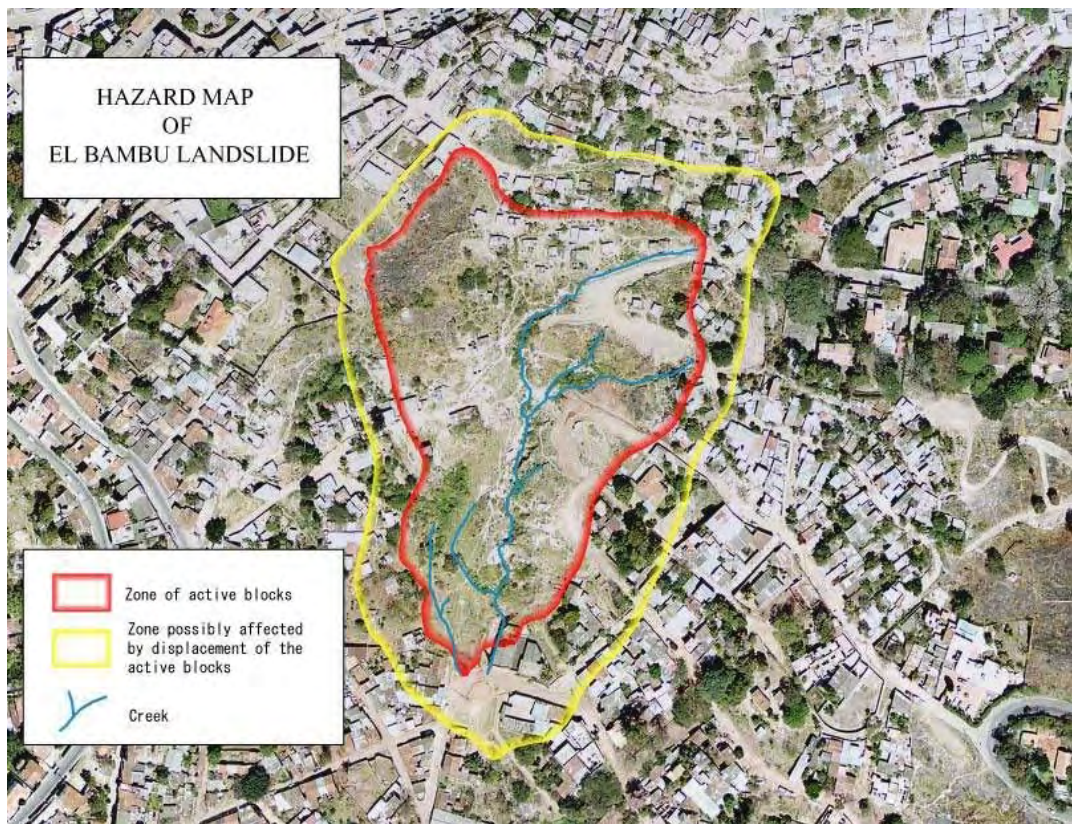 HAZARD MAP
OF
EL BAMBU LANDSLIDE
Zone of active blocks
Zone possibly affected
by displacement of the
active blocks
Creek